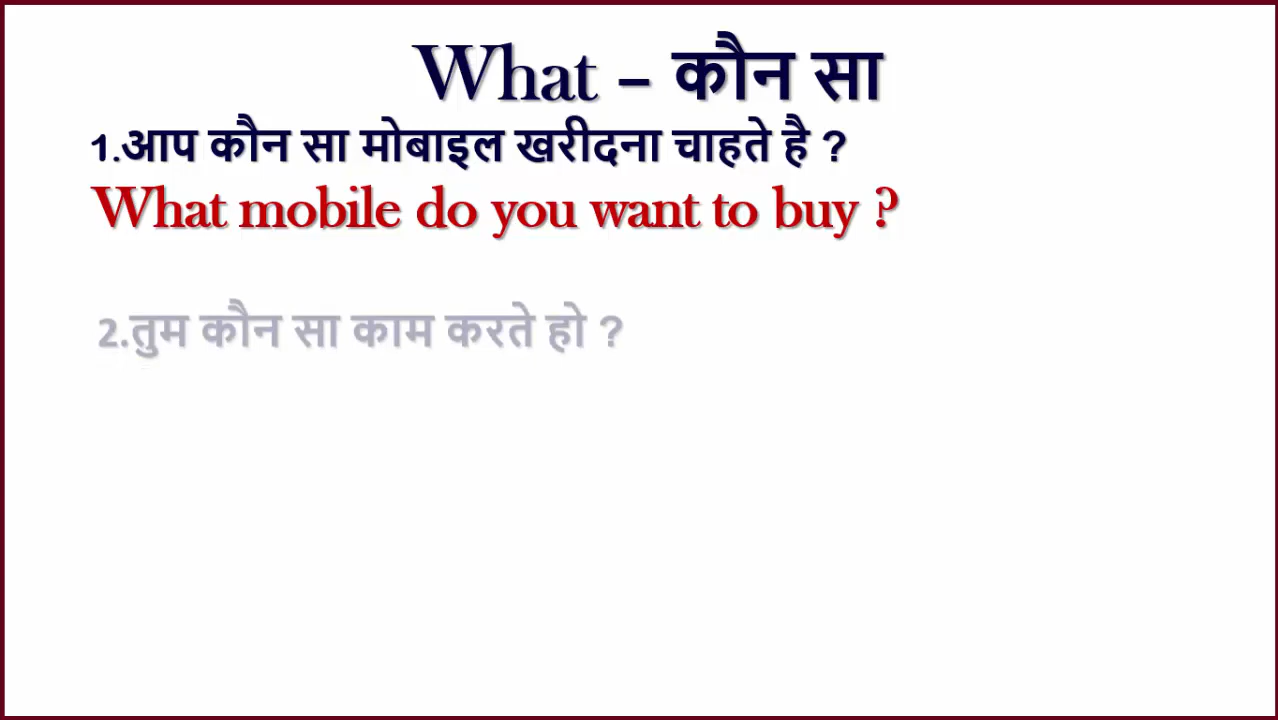 What – कौन सा
1.आप कौन सा मोबाइल खरीदना चाहते है ?
What mobile do you want to buy ?
2.तुम कौन सा काम करते हो ?